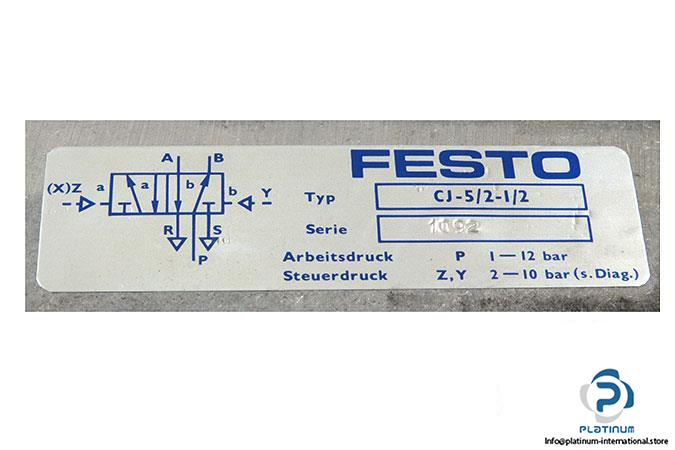 FESTO
Typ CJ-5/2-1/2
Serie 1092
Arbeitsdruck P 1—12 bar
Steuerdruck Z,Y 2—10 bar (s. Diag.)
A B
(X)Z a a b b Y
R S
P
PLATINUM
Info@platinum-international.store